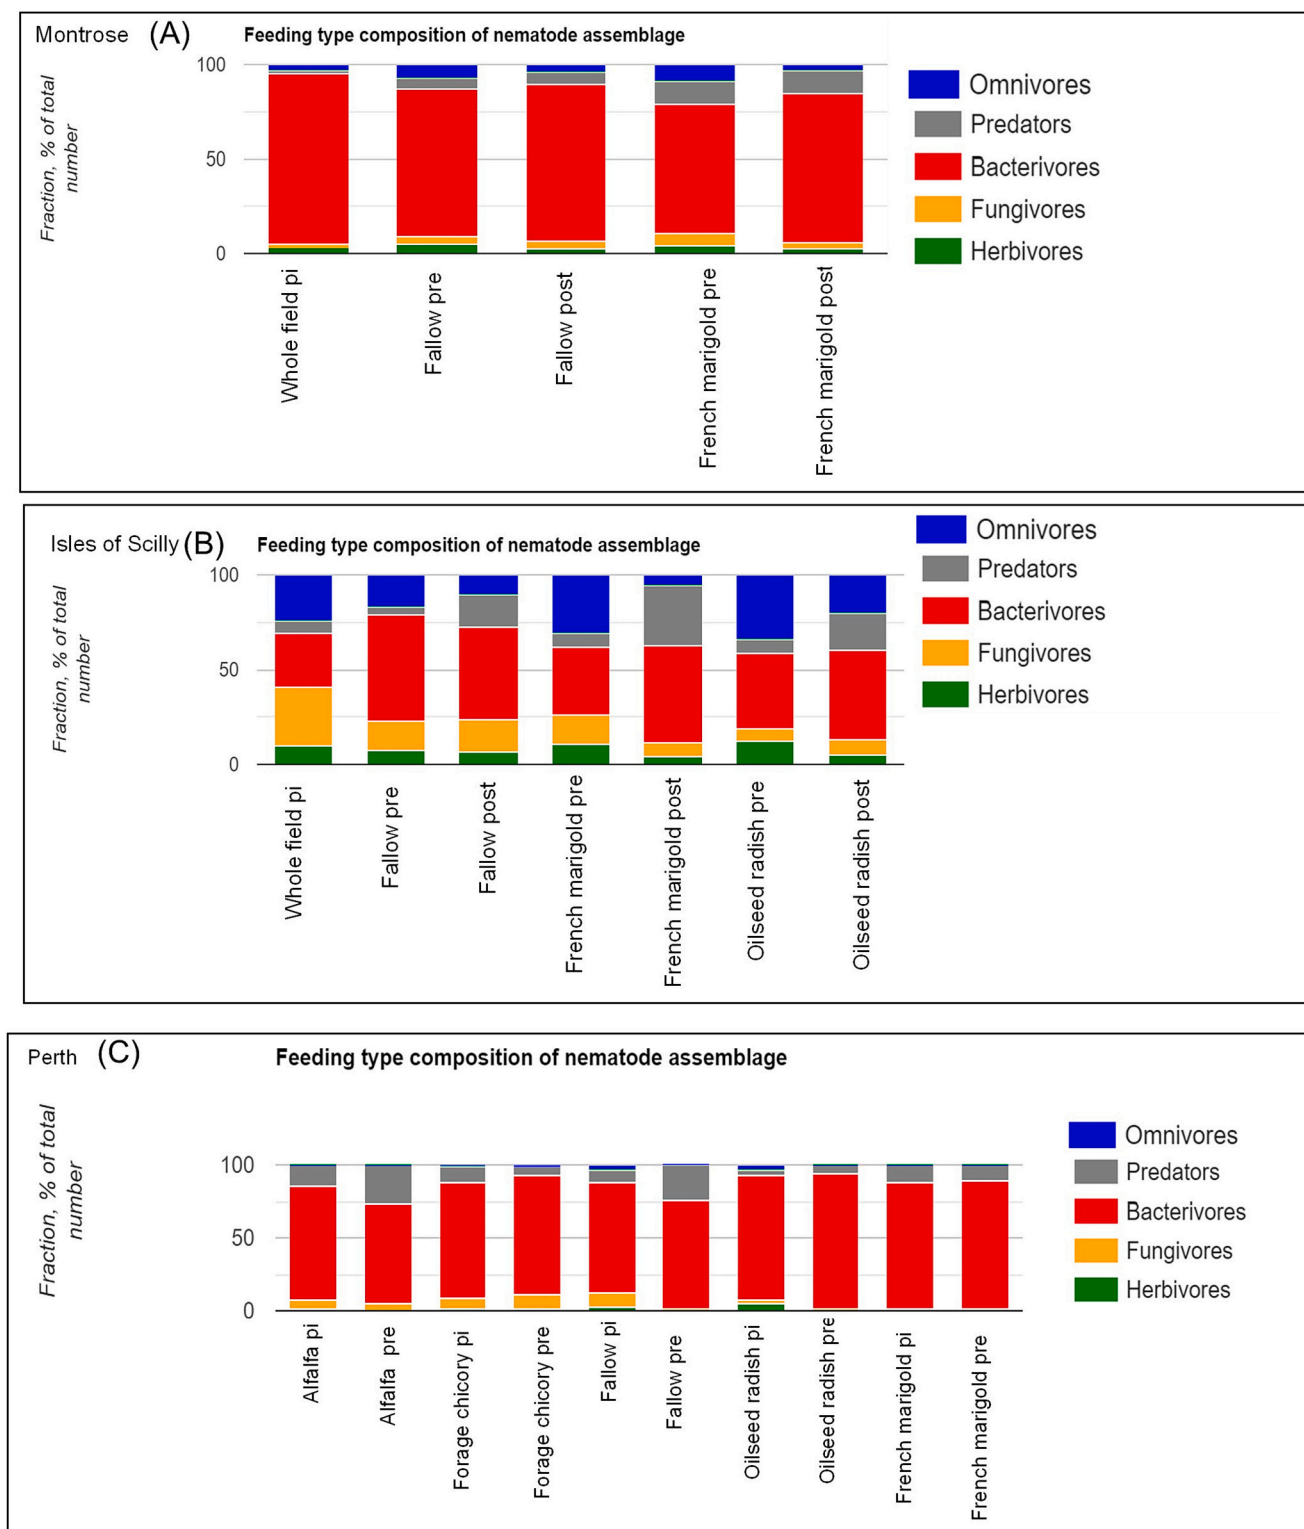 Montrose (A) Feeding type composition of nematode assemblage
Fraction, % of total
number
100
50
0
Whole field pi
Fallow pre
Fallow post
French marigold pre
French marigold post
Omnivores
Predators
Bacterivores
Fungivores
Herbivores
Isles of Scilly (B) Feeding type composition of nematode assemblage
Fraction, % of total
number
100
50
0
Whole field pi
Fallow pre
Fallow post
French marigold pre
French marigold post
Oilseed radish pre
Oilseed radish post
Omnivores
Predators
Bacterivores
Fungivores
Herbivores
Perth (C) Feeding type composition of nematode assemblage
Fraction, % of total
number
100
50
0
Alfalfa pi
Alfalfa pre
Forage chicory pi
Forage chicory pre
Fallow pi
Fallow pre
Oilseed radish pi
Oilseed radish pre
French marigold pi
French marigold pre
Omnivores
Predators
Bacterivores
Fungivores
Herbivores